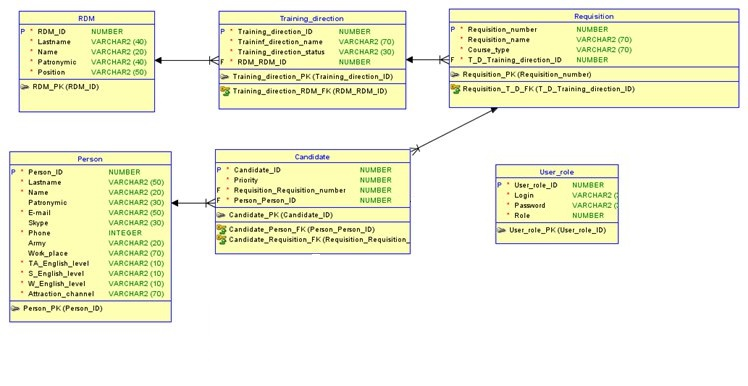 RDM
P * RDM_ID NUMBER
* Lastname VARCHAR2 (40)
* Name VARCHAR2 (20)
* Patronymic VARCHAR2 (40)
* Position VARCHAR2 (50)
RDM_PK (RDM_ID)
Training_direction
P * Training_direction_ID NUMBER
* Traininf_direction_name VARCHAR2 (70)
* Training_direction_status VARCHAR2 (30)
F * RDM_RDM_ID NUMBER
Training_direction_PK (Training_direction_ID)
Training_direction_RDM_FK (RDM_RDM_ID)
Requisition
P * Requisition_number NUMBER
* Requisition_name VARCHAR2 (70)
* Course_type VARCHAR2 (70)
F * T_D_Training_direction_ID NUMBER
Requisition_PK (Requisition_number)
Requisition_T_D_FK (T_D_Training_direction_ID)
Person
P * Person_ID NUMBER
* Lastname VARCHAR2 (50)
* Name VARCHAR2 (20)
Patronymic VARCHAR2 (30)
* E-mail VARCHAR2 (50)
Skype VARCHAR2 (30)
* Phone INTEGER
Army VARCHAR2 (20)
Work_place VARCHAR2 (70)
* TA_English_level VARCHAR2 (10)
* S_English_level VARCHAR2 (10)
* W_English_level VARCHAR2 (10)
* Attraction_channel VARCHAR2 (70)
Person_PK (Person_ID)
Candidate
P * Candidate_ID NUMBER
* Priority NUMBER
F * Requisition_Requisition_number NUMBER
F * Person_Person_ID NUMBER
Candidate_PK (Candidate_ID)
Candidate_Person_FK (Person_Person_ID)
Candidate_Requisition_FK (Requisition_Requisition_
User_role
P * User_role_ID NUMBER
* Login VARCHAR2 (
* Password VARCHAR2 (
* Role NUMBER
User_role_PK (User_role_ID)